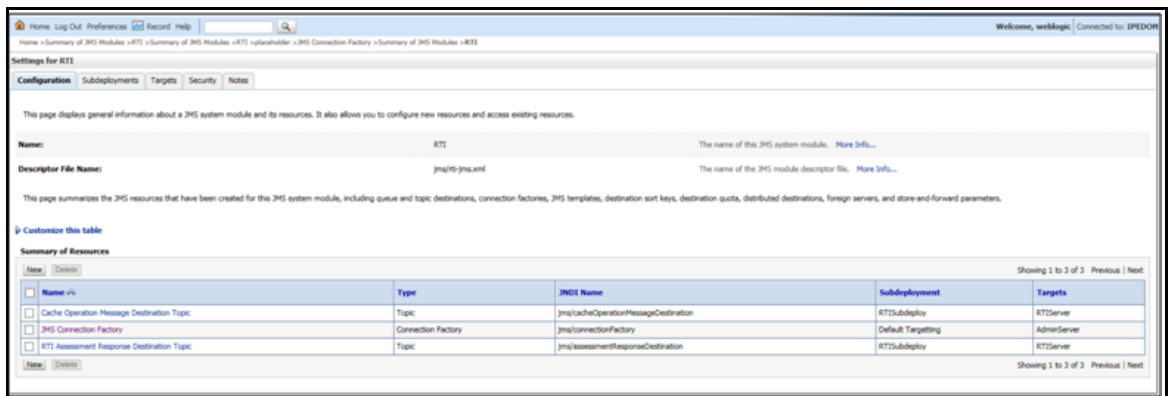 Home Log Out Preferences Record Help Welcome, weblogic Connected to: IPEDOM
Home >Summary of JMS Modules >RTI >Summary of JMS Modules >RTI >placeholder >JMS Connection Factory >Summary of JMS Modules >RTI
Settings for RTI
Configuration Subdeployments Targets Security Notes
This page displays general information about a JMS system module and its resources. It also allows you to configure new resources and access existing resources.
Name: RTI The name of this JMS system module. More Info...
Descriptor File Name: jms/rti-jms.xml The name of the JMS module descriptor file. More Info...
This page summarizes the JMS resources that have been created for this JMS system module, including queue and topic destinations, connection factories, JMS templates, destination sort keys, destination quota, distributed destinations, foreign servers, and store-and-forward parameters.
Customize this table
Summary of Resources
New Delete Showing 1 to 3 of 3 Previous | Next
Name Type JNDI Name Subdeployment Targets
Cache Operation Message Destination Topic Topic jms/cacheOperationMessageDestination RTISubdeploy RTIServer
JMS Connection Factory Connection Factory jms/connectionFactory Default Targetting AdminServer
RTI Assessment Response Destination Topic Topic jms/assessmentResponseDestination RTISubdeploy RTIServer
New Delete Showing 1 to 3 of 3 Previous | Next